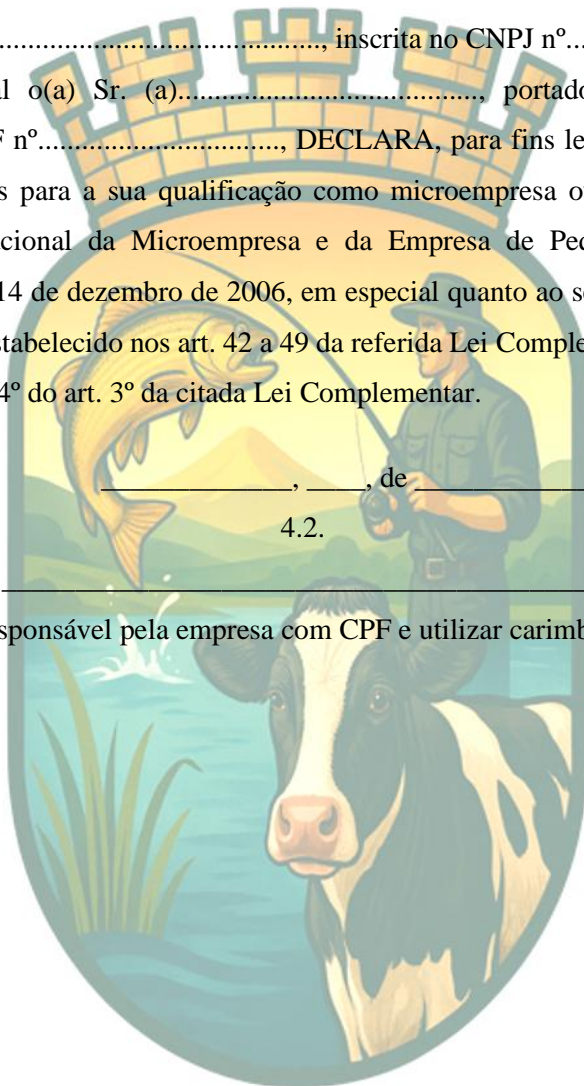 ........................................, inscrita no CNPJ nº...
l o(a) Sr. (a)........................................, portado
F nº............................, DECLARA, para fins le
s para a sua qualificação como microempresa o
cional da Microempresa e da Empresa de Peq
14 de dezembro de 2006, em especial quanto ao s
stabelecido nos art. 42 a 49 da referida Lei Comple
4º do art. 3º da citada Lei Complementar.
_____________, ____, de ____________
4.2.
________________________________________
sponsável pela empresa com CPF e utilizar carimb